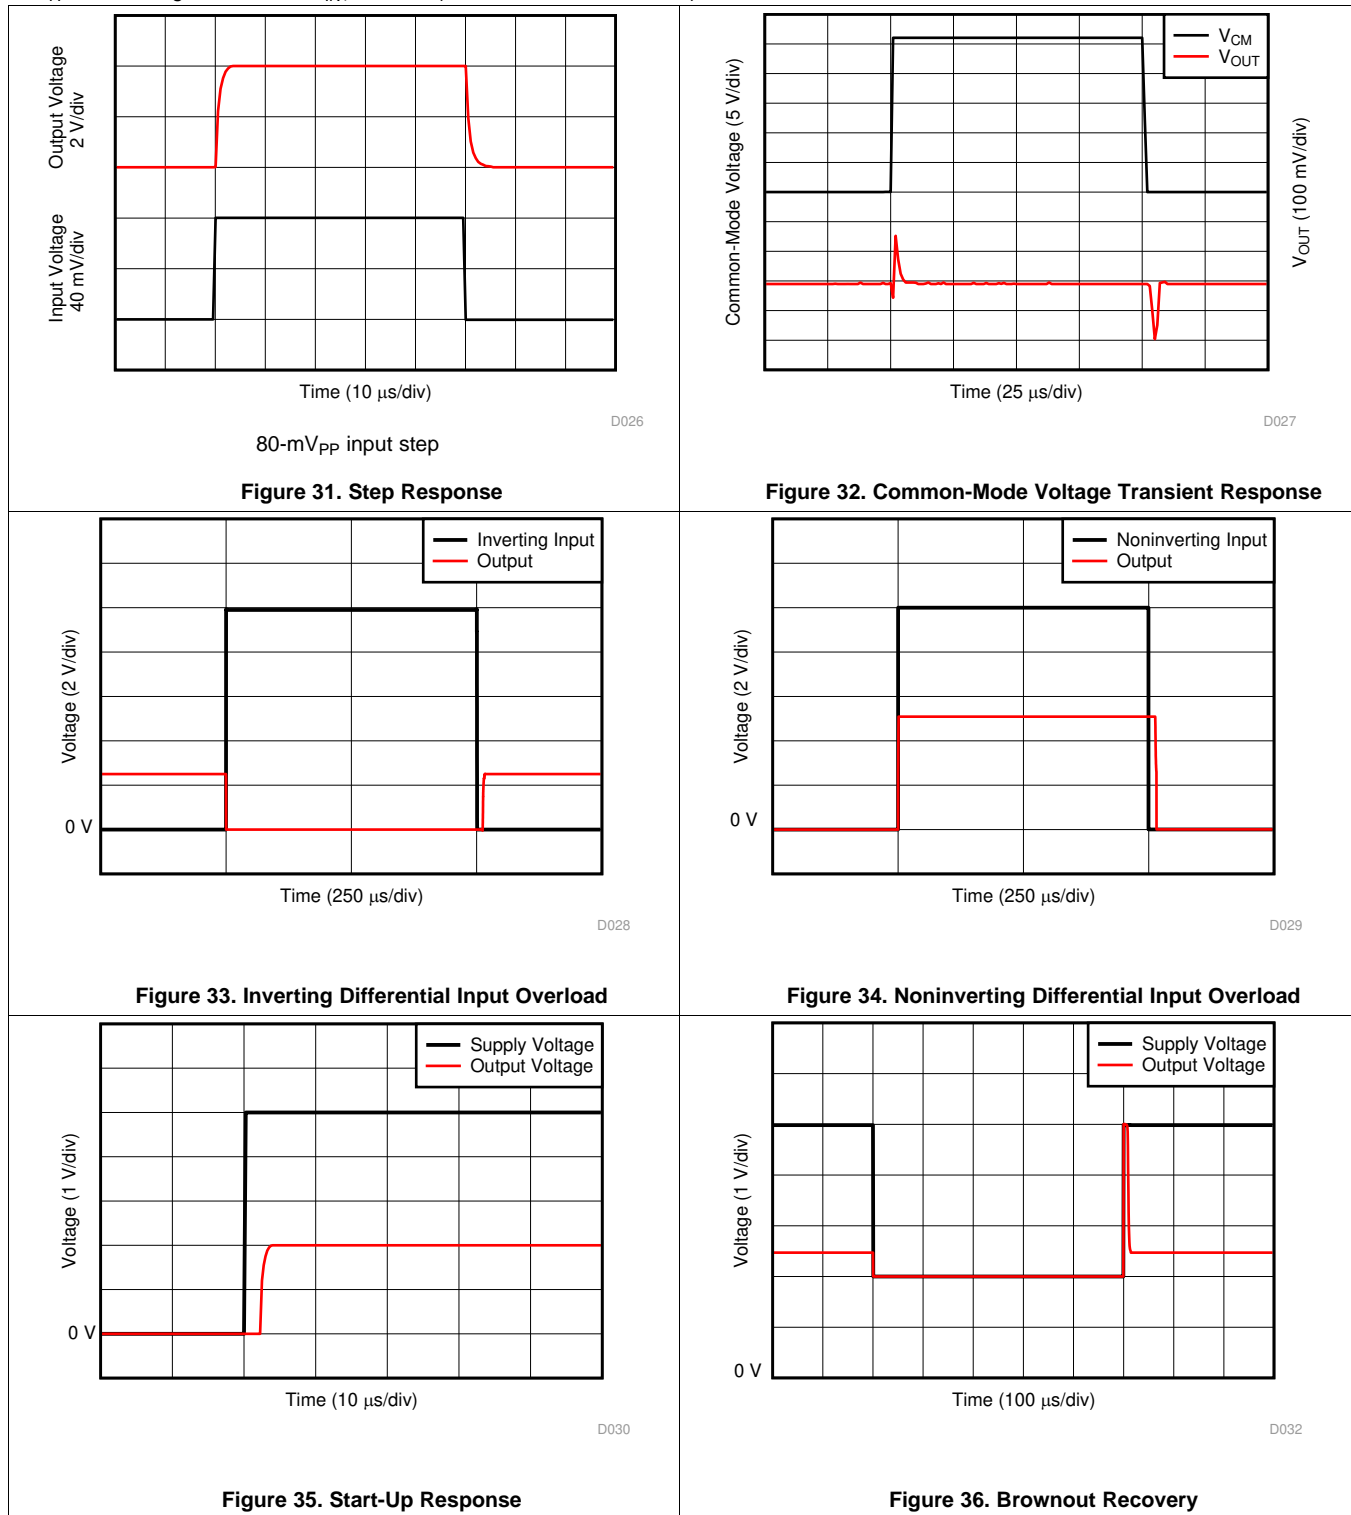 Output Voltage
2 V/div
Input Voltage
40 mV/div
Time (10 μs/div)
D026
80-mVPP input step
Figure 31. Step Response
VCM
VOUT
Common-Mode Voltage (5 V/div)
VOUT (100 mV/div)
Time (25 μs/div)
D027
Figure 32. Common-Mode Voltage Transient Response
Inverting Input
Output
Voltage (2 V/div)
0 V
Time (250 μs/div)
D028
Figure 33. Inverting Differential Input Overload
Noninverting Input
Output
Voltage (2 V/div)
0 V
Time (250 μs/div)
D029
Figure 34. Noninverting Differential Input Overload
Supply Voltage
Output Voltage
Voltage (1 V/div)
0 V
Time (10 μs/div)
D030
Figure 35. Start-Up Response
Supply Voltage
Output Voltage
Voltage (1 V/div)
0 V
Time (100 μs/div)
D032
Figure 36. Brownout Recovery